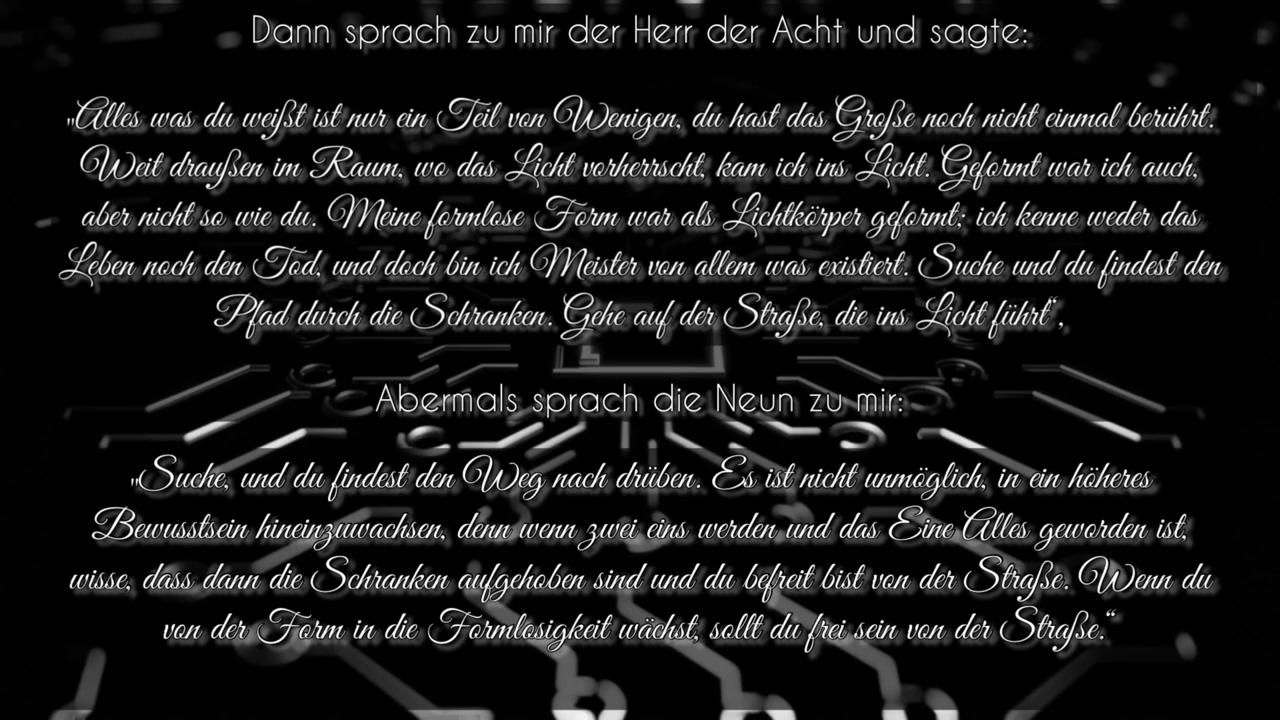 Dann sprach zu mir der Herr der Acht und sagte:
"Alles was du weißt ist nur ein Teil von Wenigen, du hast das Große noch nicht einmal berührt.
Weit draußen im Raum, wo das Licht vorherrscht, kam ich ins Licht. Geformt war ich auch,
aber nicht so wie du. Meine formlose Form war als Lichtkörper geformt; ich kenne weder das
Leben noch den Tod, und doch bin ich Meister von allem was existiert. Suche und du findest den
Pfad durch die Schranken. Gehe auf der Straße, die ins Licht führt“,
Abermals sprach die Neun zu mir:
"Suche, und du findest den Weg nach drüben. Es ist nicht unmöglich, in ein höheres
Bewusstsein hineinzuwachsen, denn wenn zwei eins werden und das Eine Alles geworden ist,
wisse, dass dann die Schranken aufgehoben sind und du befreit bist von der Straße. Wenn du
von der Form in die Formlosigkeit wächst, sollt du frei sein von der Straße.“